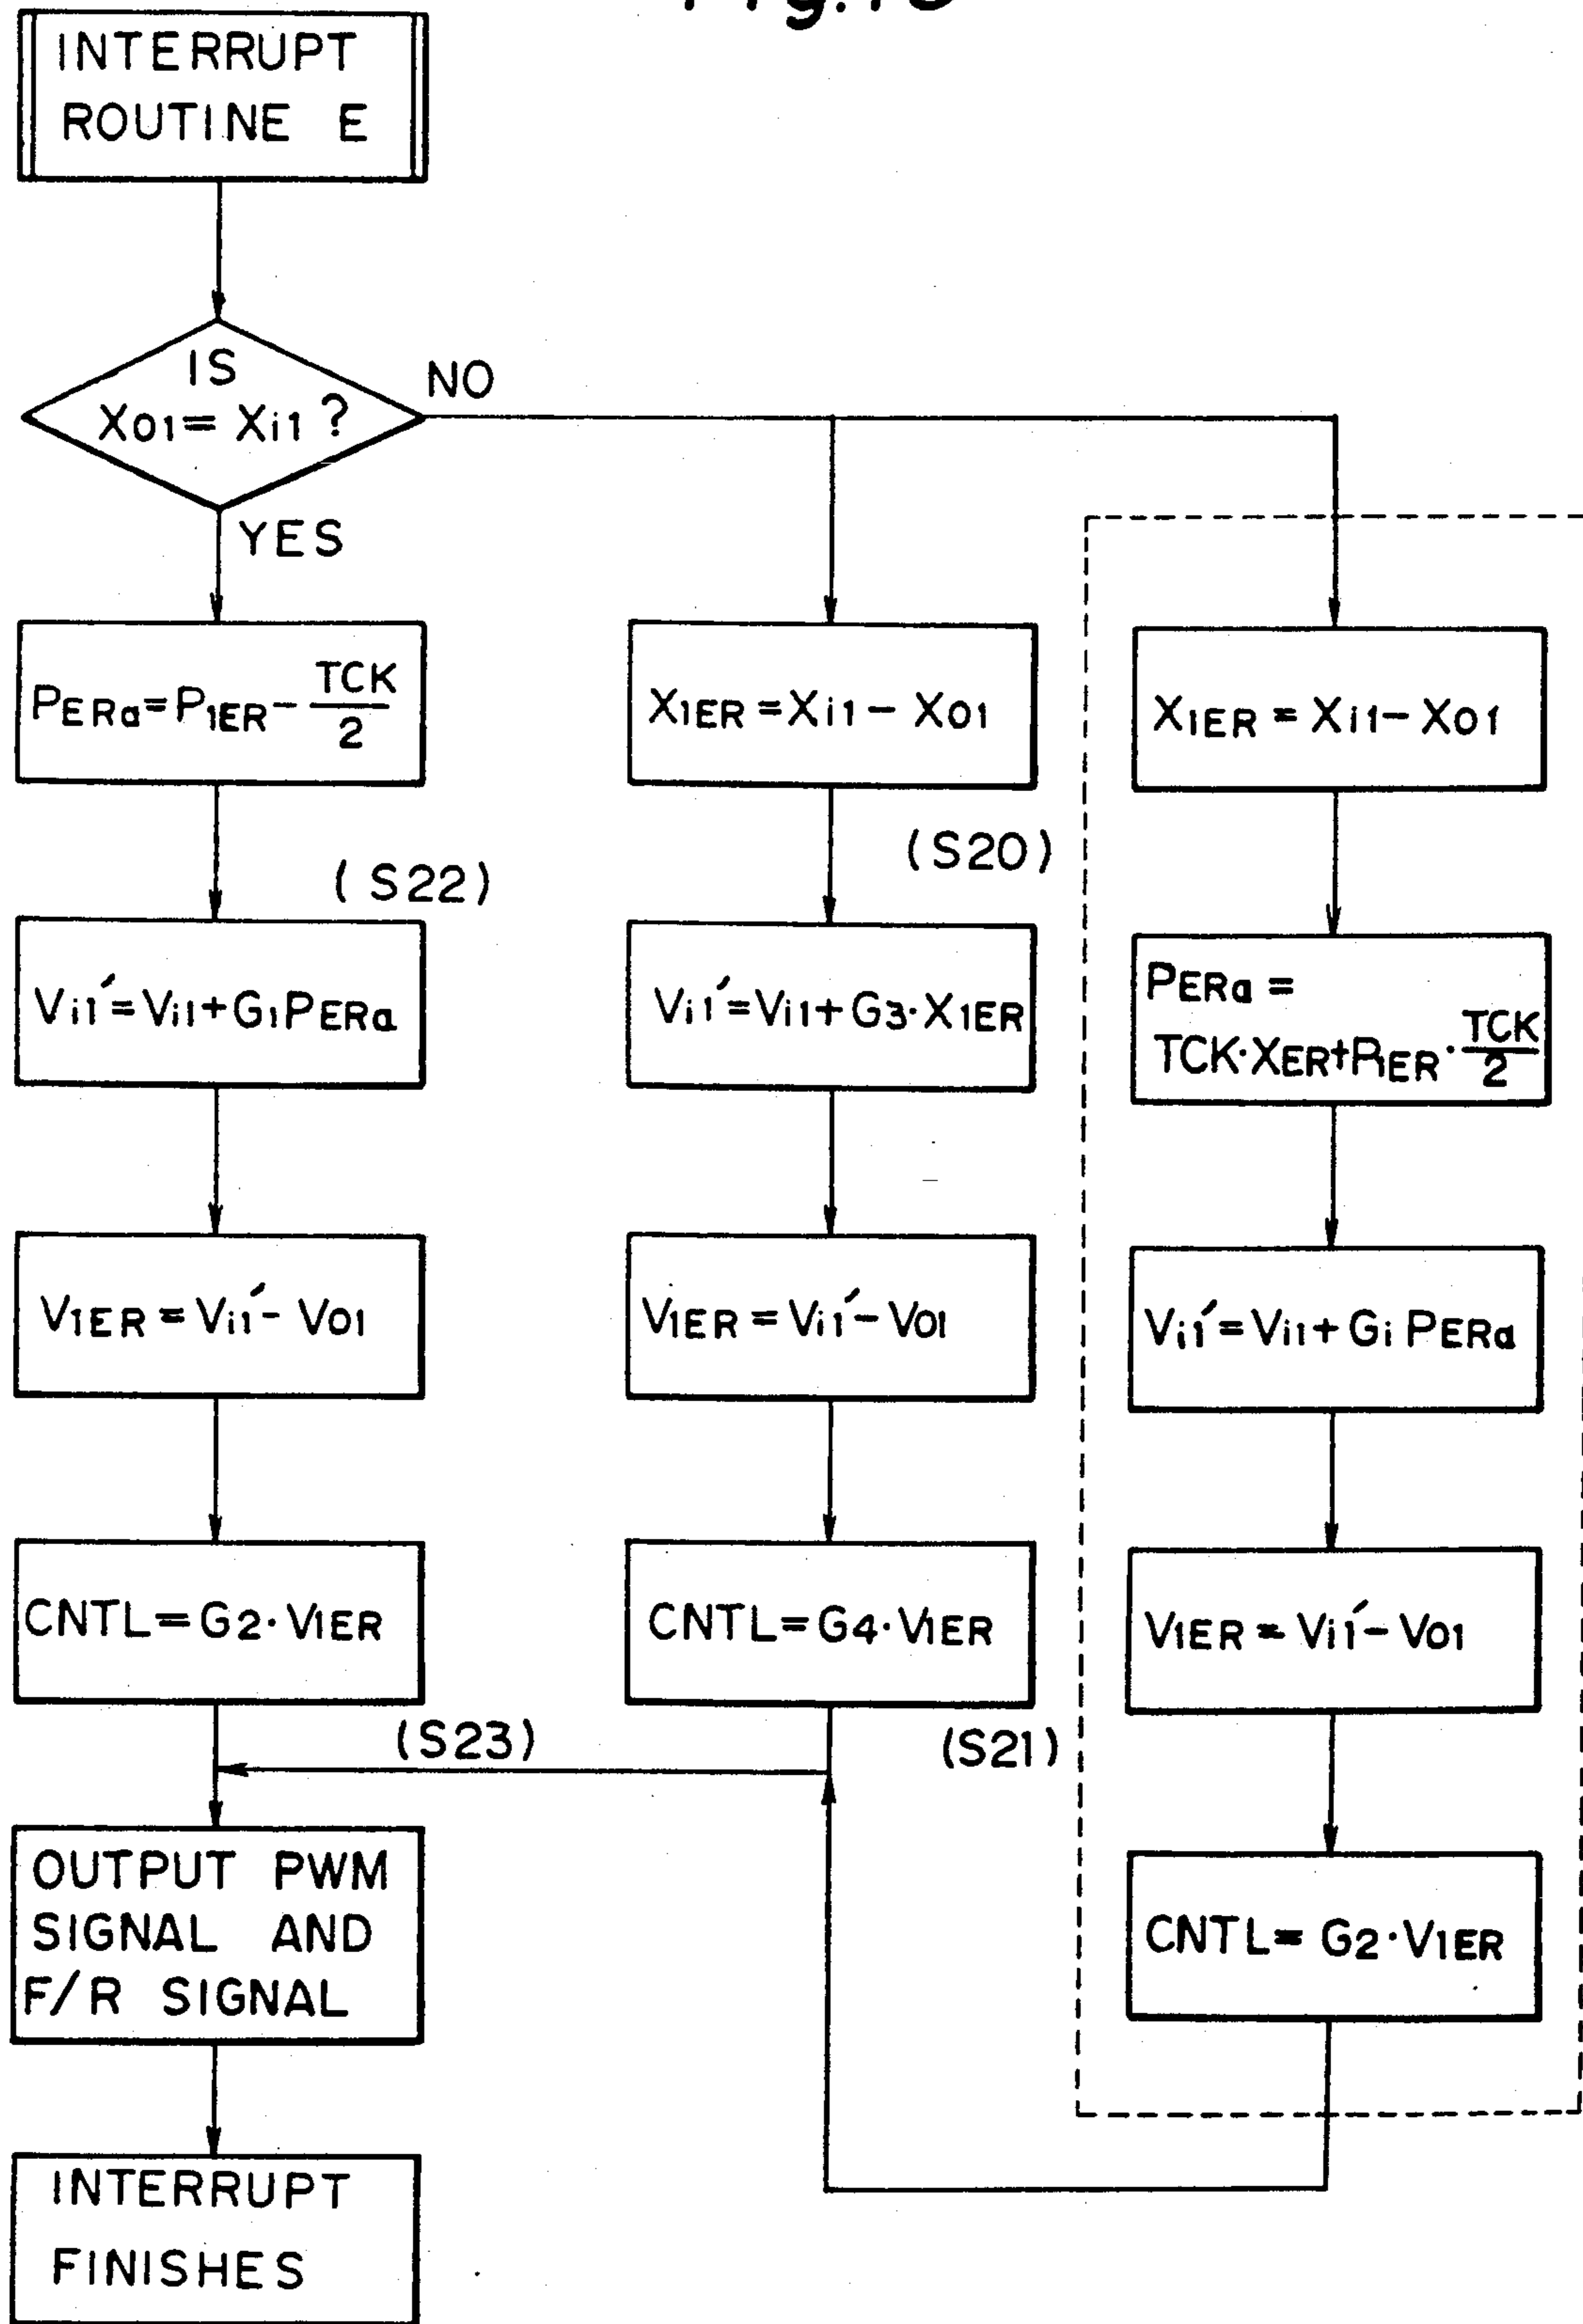 INTERRUPT
ROUTINE E
IS
X01 = Xi1 ?
NO
YES
PERa = P1ER - TCK/2
(S22)
Vi1' = Vi1 + G1 PERa
V1ER = Vi1' - V01
CNTL = G2 · V1ER
(S23)
OUTPUT PWM
SIGNAL AND
F/R SIGNAL
INTERRUPT
FINISHES
X1ER = Xi1 - X01
(S20)
Vi1' = Vi1 + G3 · X1ER
V1ER = Vi1' - V01
CNTL = G4 · V1ER
(S21)
X1ER = Xi1 - X01
PERa =
TCK · XER + RER · TCK/2
Vi1' = Vi1 + Gi PERa
V1ER = Vi1' - V01
CNTL = G2 · V1ER